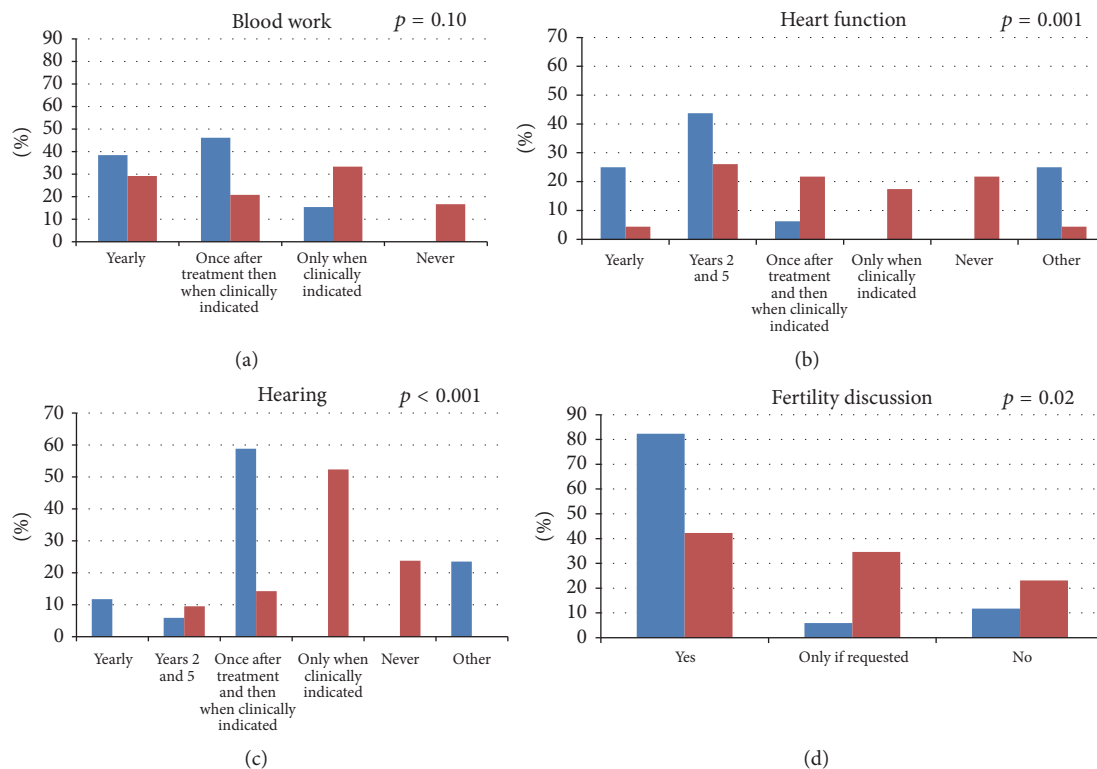 Blood work
p = 0.10
90
80
70
60
50
40
30
20
10
0
(%)
Yearly
Once after
treatment then
when clinically
indicated
Only when
clinically
indicated
Never
(a)
Heart function
p = 0.001
70
60
50
40
30
20
10
0
(%)
Yearly
Years 2
and 5
Once after
treatment
and then
when clinically
indicated
Only when
clinically
indicated
Never
Other
(b)
Hearing
p < 0.001
70
60
50
40
30
20
10
0
(%)
Yearly
Years 2
and 5
Once after
treatment
and then
when clinically
indicated
Only when
clinically
indicated
Never
Other
(c)
Fertility discussion
p = 0.02
90
80
70
60
50
40
30
20
10
0
(%)
Yes
Only if requested
No
(d)